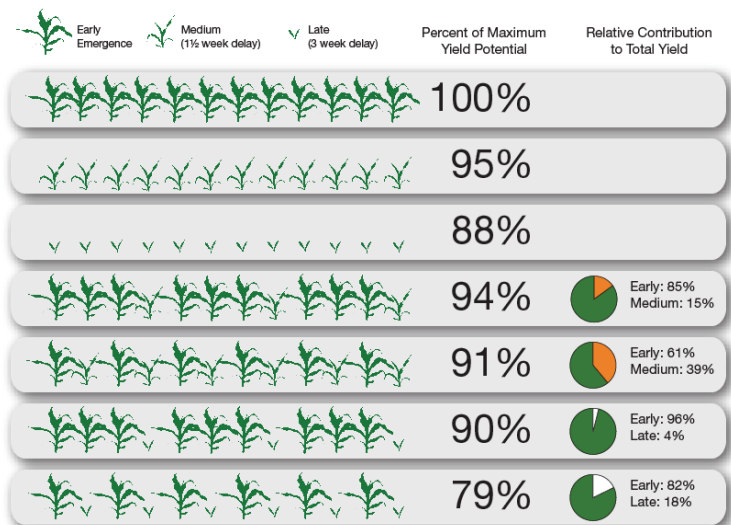 Early
Emergence
Medium
(1½ week delay)
Late
(3 week delay)
Percent of Maximum
Yield Potential
Relative Contribution
to Total Yield
100%
95%
88%
94%
Early: 85%
Medium: 15%
91%
Early: 61%
Medium: 39%
90%
Early: 96%
Late: 4%
79%
Early: 82%
Late: 18%